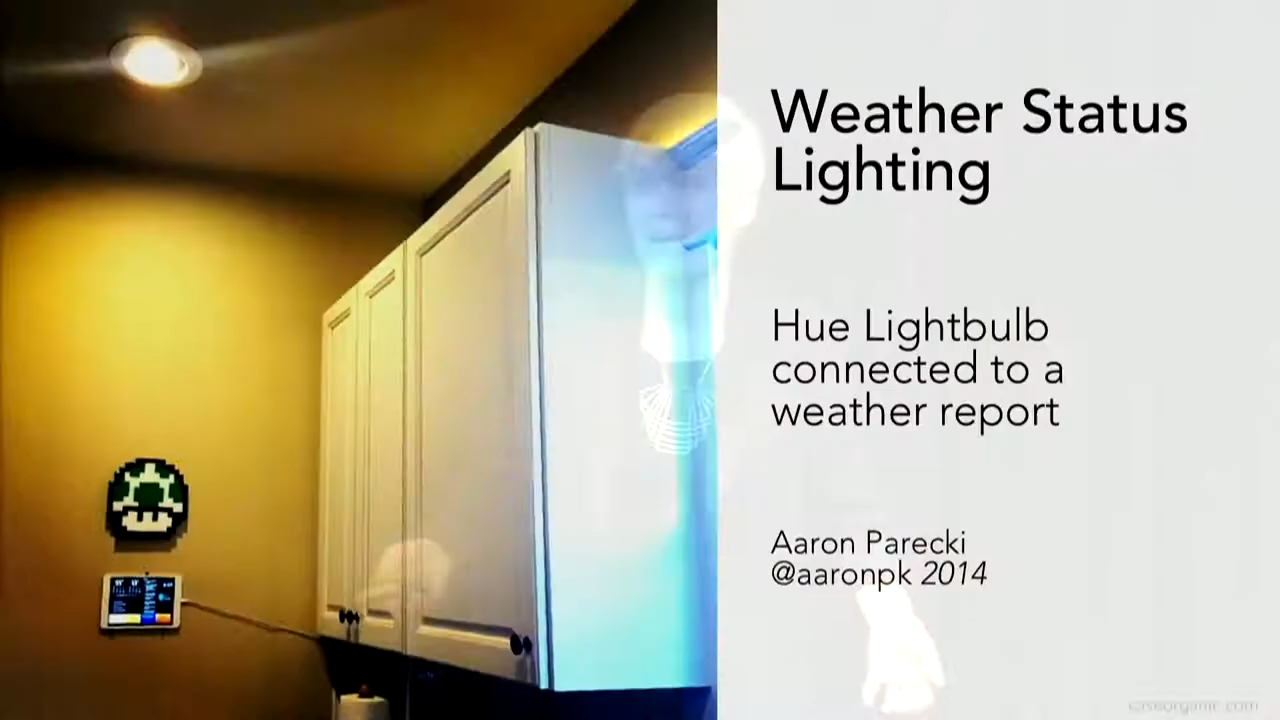 Weather Status
Lighting
Hue Lightbulb
connected to a
weather report
Aaron Parecki
@aaronpk 2014